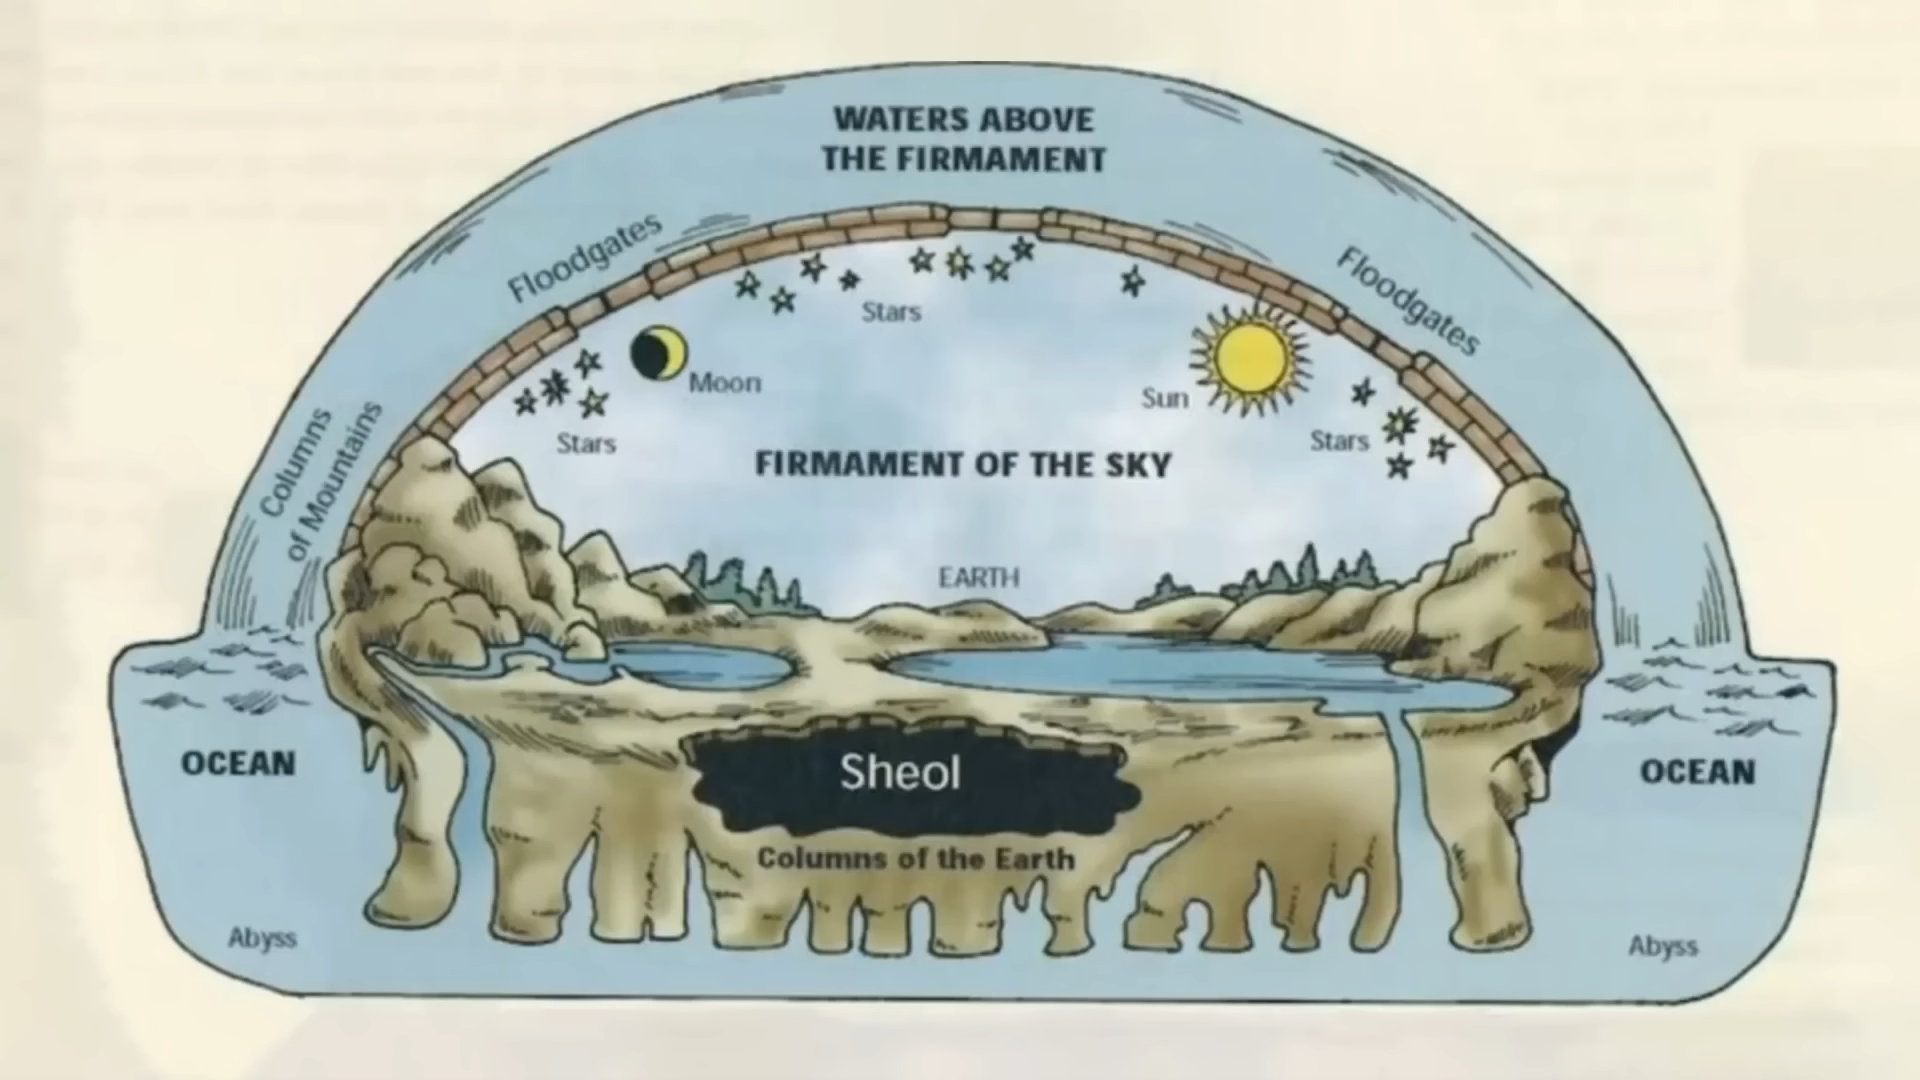 WATERS ABOVE
THE FIRMAMENT
Floodgates
Floodgates
Stars
Moon
Sun
Columns
of Mountains
Stars
Stars
FIRMAMENT OF THE SKY
EARTH
OCEAN
Sheol
OCEAN
Columns of the Earth
Abyss
Abyss